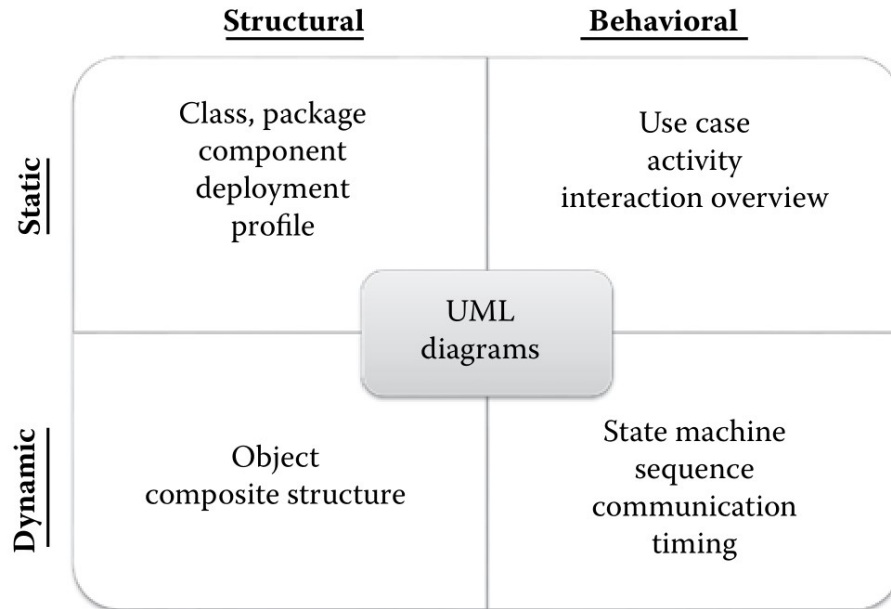 Structural
Behavioral
Static
Class, package
component
deployment
profile
Use case
activity
interaction overview
UML
diagrams
Dynamic
Object
composite structure
State machine
sequence
communication
timing